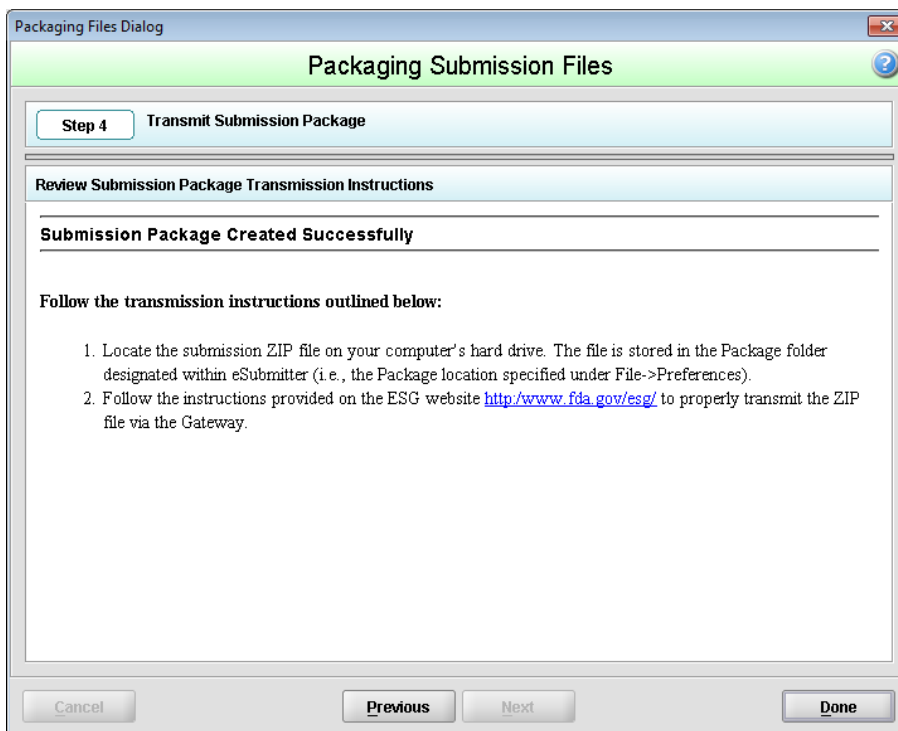 Packaging Files Dialog
Packaging Submission Files
Step 4
Transmit Submission Package
Review Submission Package Transmission Instructions
Submission Package Created Successfully
Follow the transmission instructions outlined below:
1. Locate the submission ZIP file on your computer's hard drive. The file is stored in the Package folder
designated within eSubmitter (i.e., the Package location specified under File->Preferences).
2. Follow the instructions provided on the ESG website http:/www.fda.gov/esg/ to properly transmit the ZIP
file via the Gateway.
Cancel
Previous
Next
Done